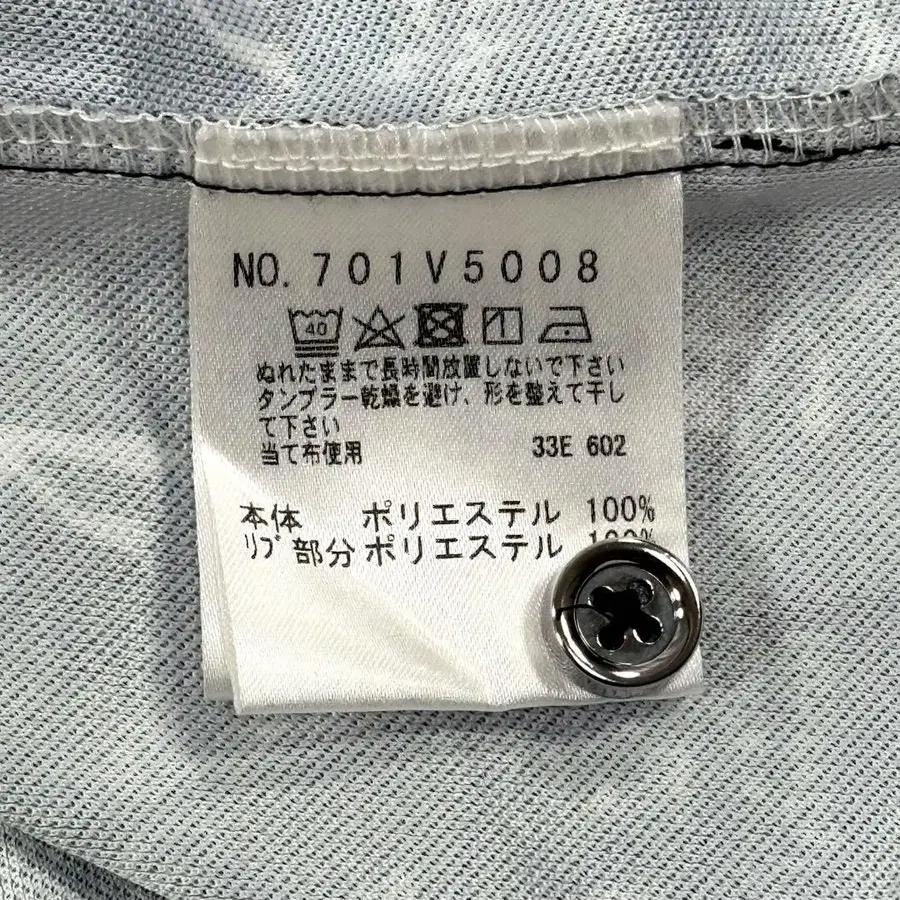 NO.701V5008
40
ぬれたままで長時間放置しないで下さい
タンブラー乾燥を避け、形を整えて干し
て下さい
当て布使用 33E 602
本体 ポリエステル 100%
リブ部分 ポリエステル 100%